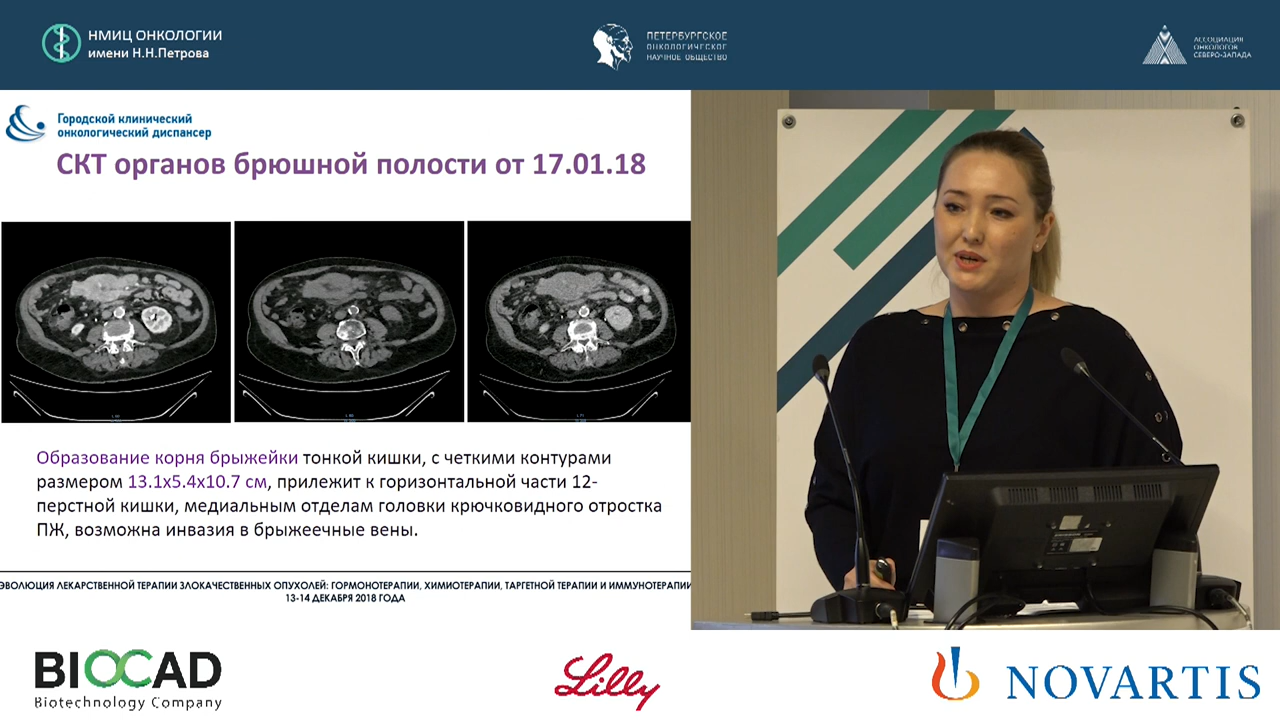 НМИЦ ОНКОЛОГИИ
имени Н.Н.Петрова
ПЕТЕРБУРГСКОЕ
ОНКОЛОГИЧЕСКОЕ
НАУЧНОЕ ОБЩЕСТВО
АССОЦИАЦИЯ
ОНКОЛОГОВ
СЕВЕРО-ЗАПАДА
Городской клинический
онкологический диспансер
СКТ органов брюшной полости от 17.01.18
Образование корня брыжейки тонкой кишки, с четкими контурами
размером 13.1х5.4х10.7 см, прилежит к горизонтальной части 12-
перстной кишки, медиальным отделам головки крючковидного отростка
ПЖ, возможна инвазия в брыжеечные вены.
ЭВОЛЮЦИЯ ЛЕКАРСТВЕННОЙ ТЕРАПИИ ЗЛОКАЧЕСТВЕННЫХ ОПУХОЛЕЙ: ГОРМОНОТЕРАПИИ, ХИМИОТЕРАПИИ, ТАРГЕТНОЙ ТЕРАПИИ И ИММУНОТЕРАПИИ
13-14 ДЕКАБРЯ 2018 ГОДА
BIOCAD
Biotechnology Company
Lilly
NOVARTIS